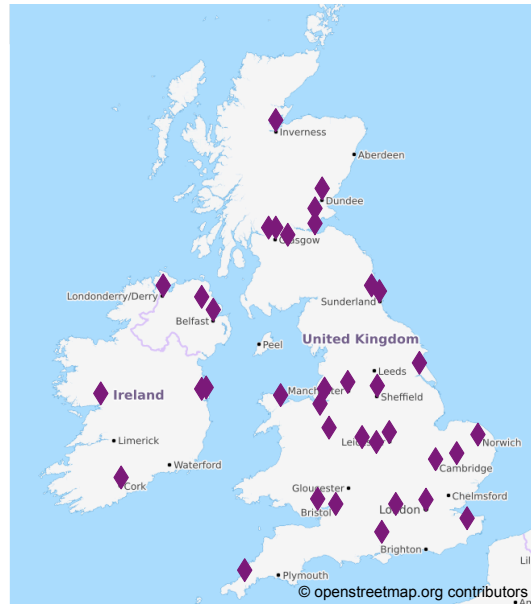 Inverness
Aberdeen
Dundee
Glasgow
Londonderry/Derry
Sunderland
Belfast
United Kingdom
Peel
Leeds
Ireland
Manchester
Sheffield
Limerick
Norwich
Waterford
Cambridge
Cork
Gloucester
Chelmsford
Bristol
London
Brighton
Plymouth
© openstreetmap.org contributors